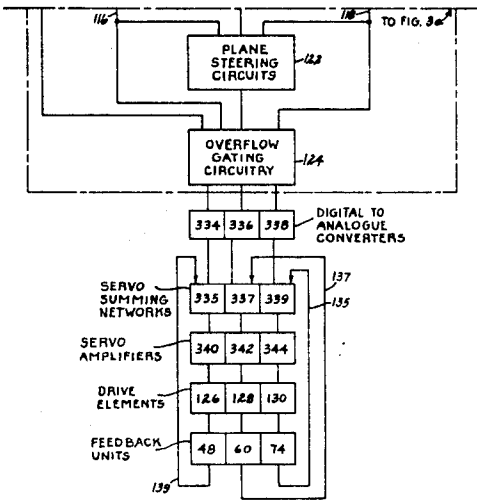 116
118
TO FIG. 3a
PLANE
STEERING
CIRCUITS
122
OVERFLOW
GATING
CIRCUITRY
124
334 336 338
DIGITAL TO
ANALOGUE
CONVERTERS
137
135
SERVO
SUMMING
NETWORKS
335 337 339
SERVO
AMPLIFIERS
340 342 344
DRIVE
ELEMENTS
126 128 130
FEEDBACK
UNITS
48 60 74
139